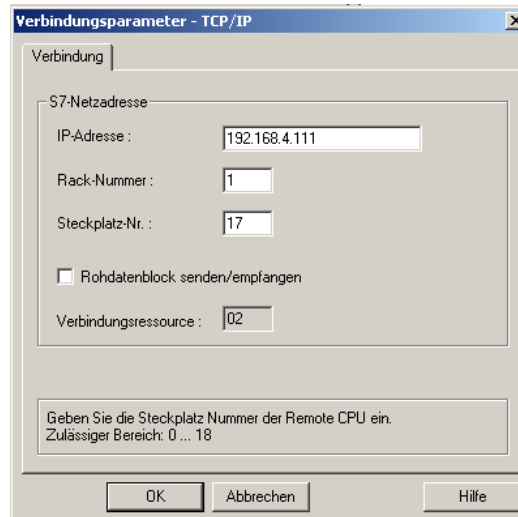 Verbindungsparameter - TCP/IP
Verbindung
S7-Netzadresse
IP-Adresse : 192.168.4.111
Rack-Nummer : 1
Steckplatz-Nr. : 17
Rohdatenblock senden/empfangen
Verbindungsressource : 02
Geben Sie die Steckplatz Nummer der Remote CPU ein.
Zulässiger Bereich: 0 ... 18
OK Abbrechen Hilfe